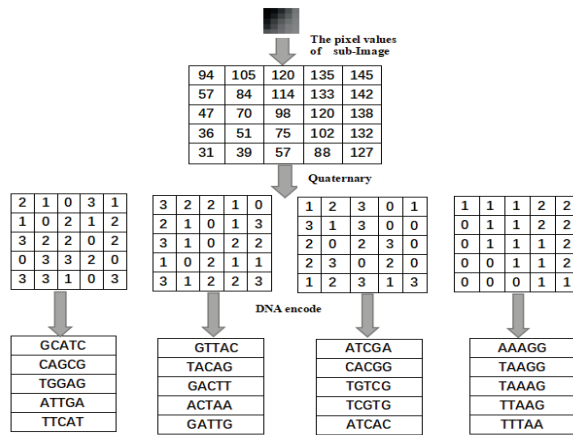 The pixel values
of sub-Image
94 105 120 135 145
57 84 114 133 142
47 70 98 120 138
36 51 75 102 132
31 39 57 88 127
Quaternary
2 1 0 3 1
1 0 2 1 2
3 2 2 0 2
0 3 3 2 0
3 3 1 0 3
3 2 2 1 0
2 1 0 1 3
3 1 0 2 2
1 0 2 1 1
3 1 2 2 3
1 2 3 0 1
3 1 3 0 0
2 0 2 3 0
2 3 0 2 0
1 2 3 1 3
1 1 1 2 2
0 1 1 2 2
0 1 1 1 2
0 0 1 1 2
0 0 0 1 1
DNA encode
GCATC
CAGCG
TGGAG
ATTGA
TTCAT
GTTAC
TACAG
GACTT
ACTAA
GATTG
ATCGA
CACGG
TGTCG
TCGTG
ATCAC
AAAGG
TAAGG
TAAAG
TTAAG
TTTAA